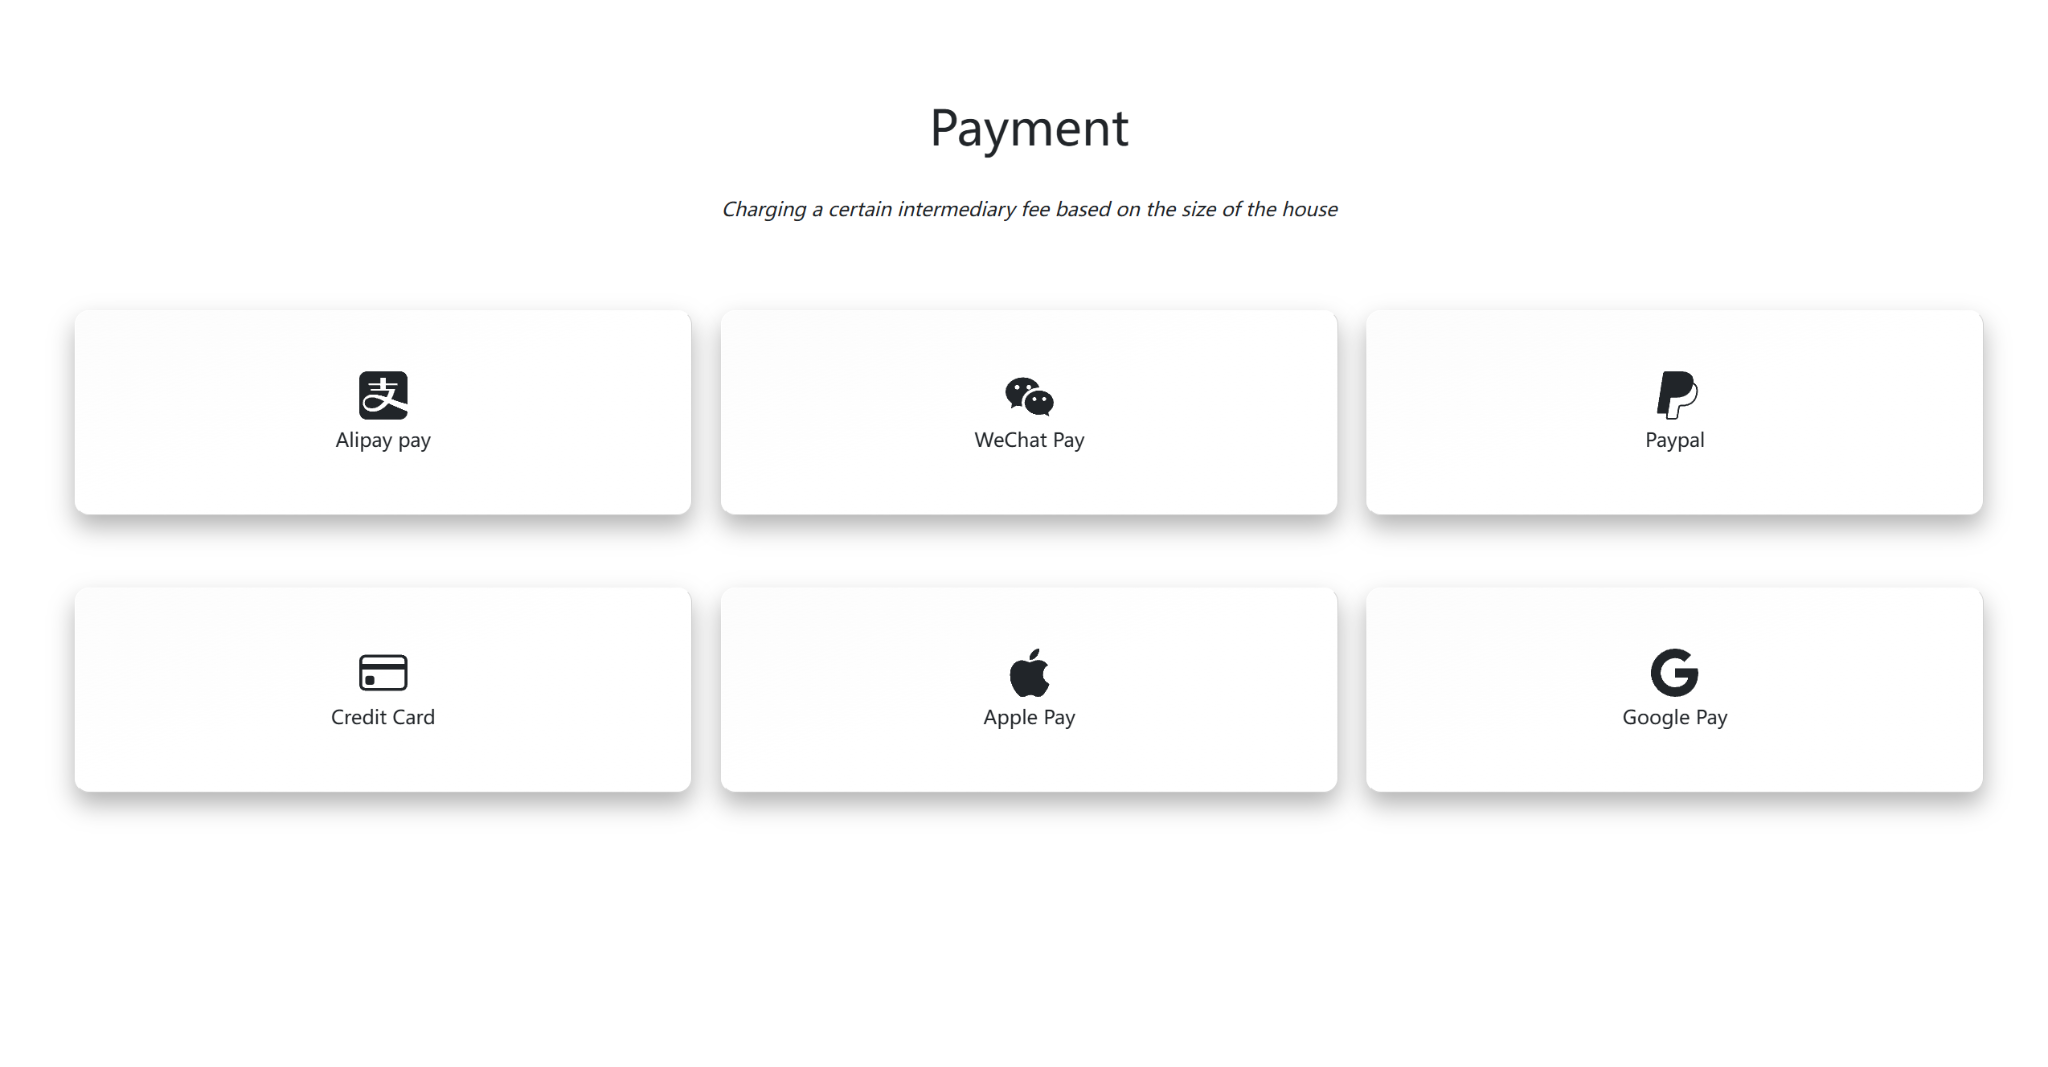 Payment
Charging a certain intermediary fee based on the size of the house
支
Alipay pay
WeChat Pay
Paypal
Credit Card
Apple Pay
G
Google Pay